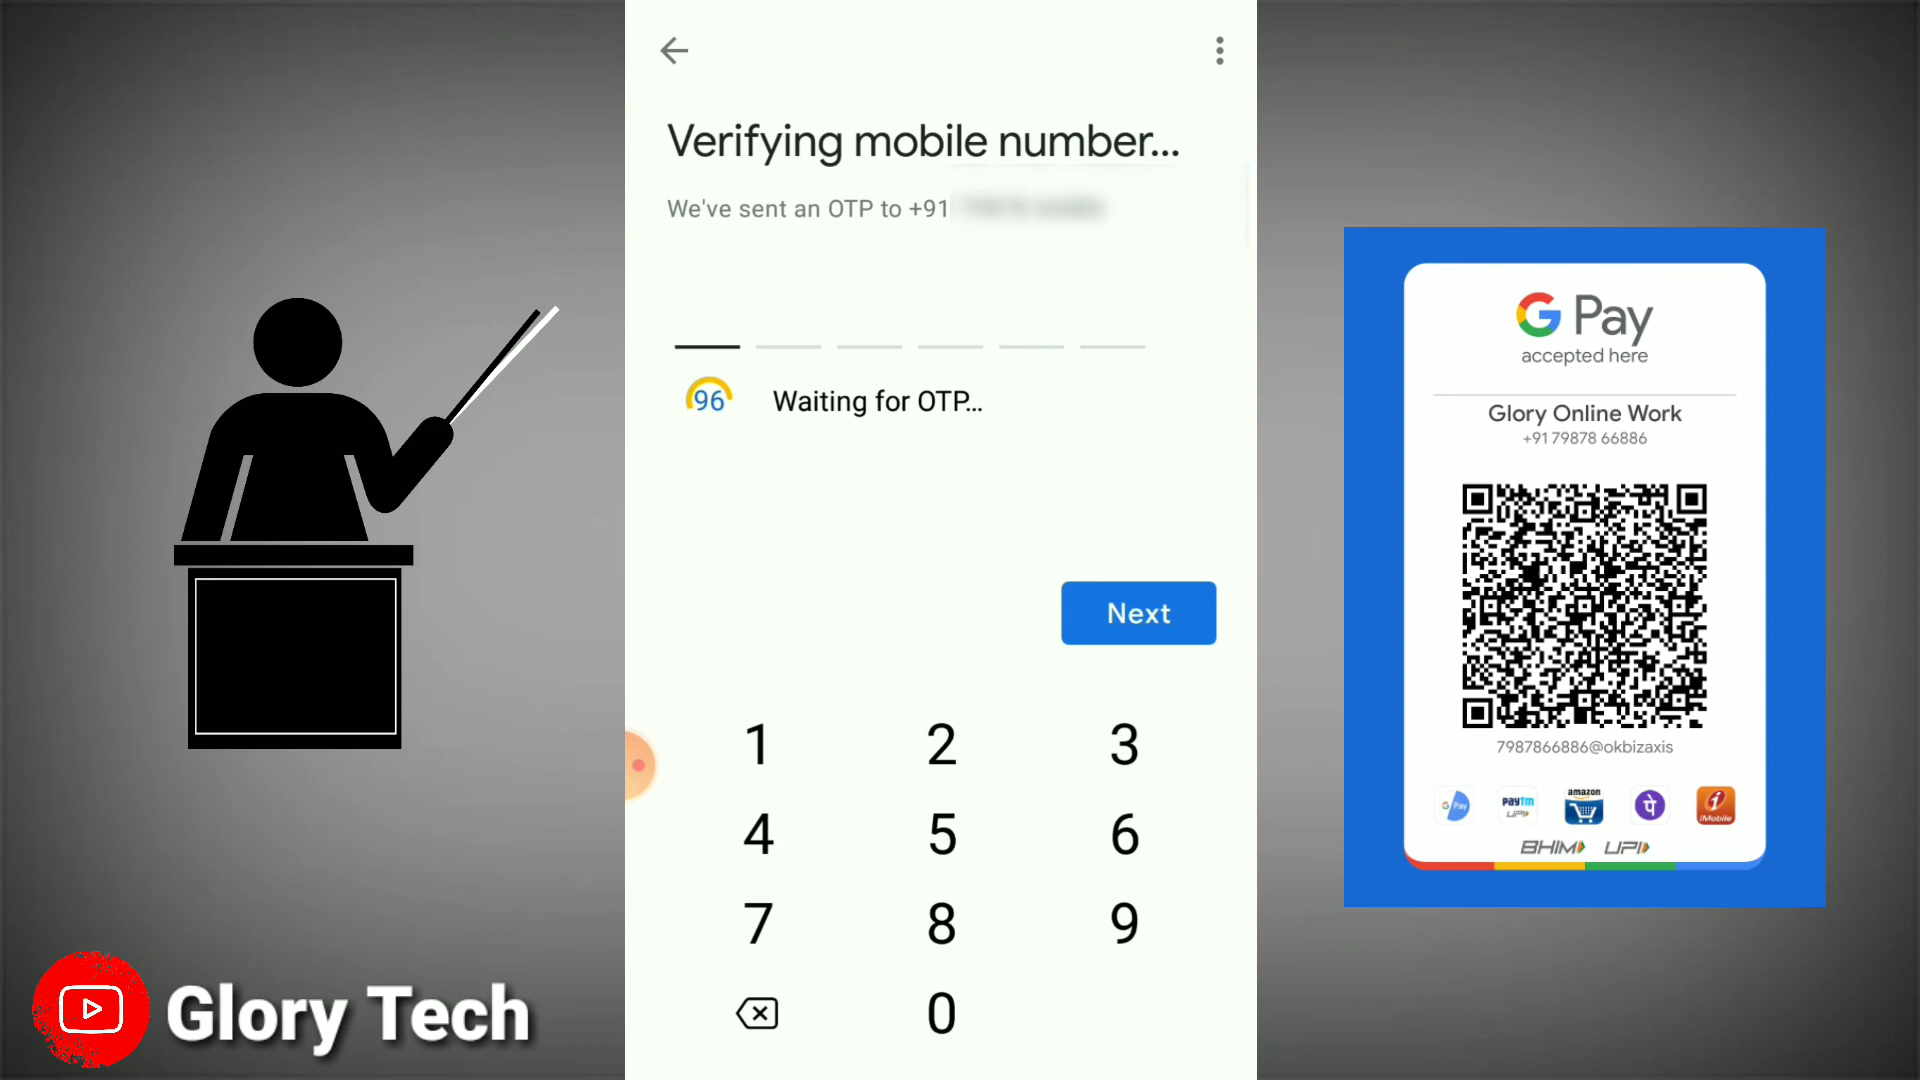 Verifying mobile number...
We've sent an OTP to +91
96
Waiting for OTP...
Next
1 2 3
4 5 6
7 8 9
0
G Pay
accepted here
Glory Online Work
+91 79878 66886
7987866886@okbizaxis
G Pay
paytm
UPI
amazon
पे
iMobile
BHIM UPI
Glory Tech